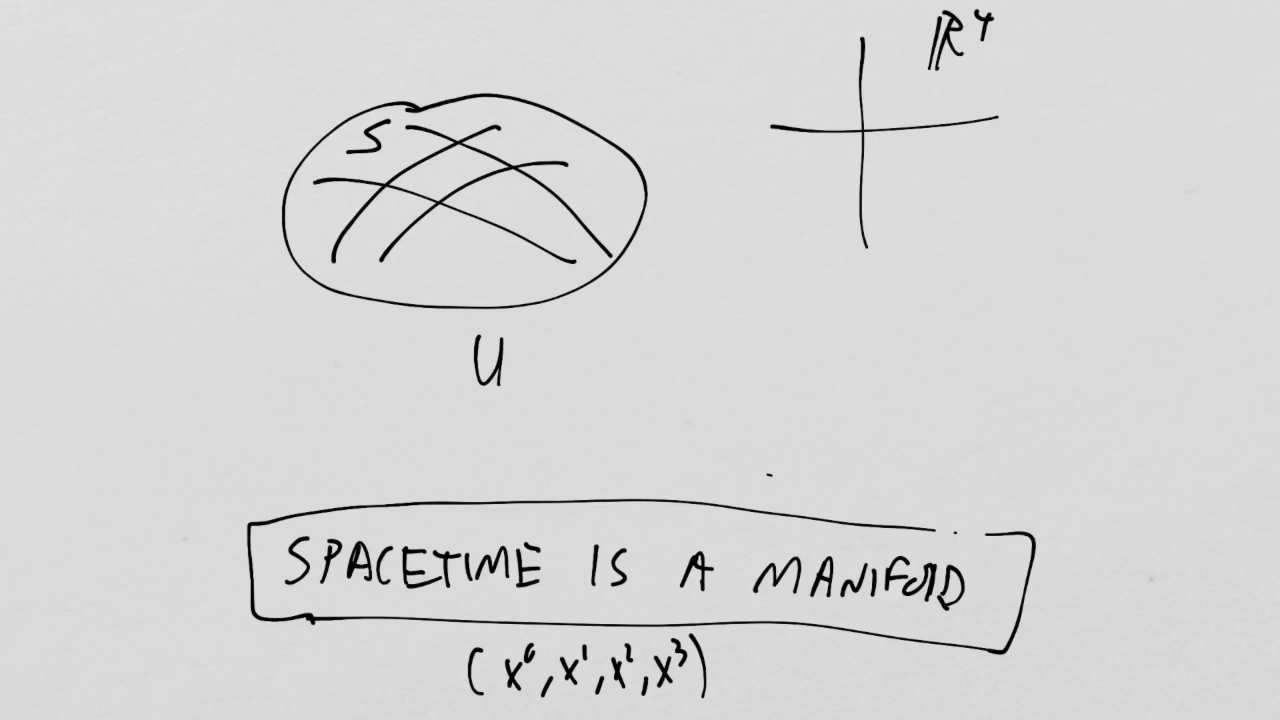 ℝ⁴
S
U
SPACETIME IS A MANIFOLD
(x⁰, x¹, x², x³)